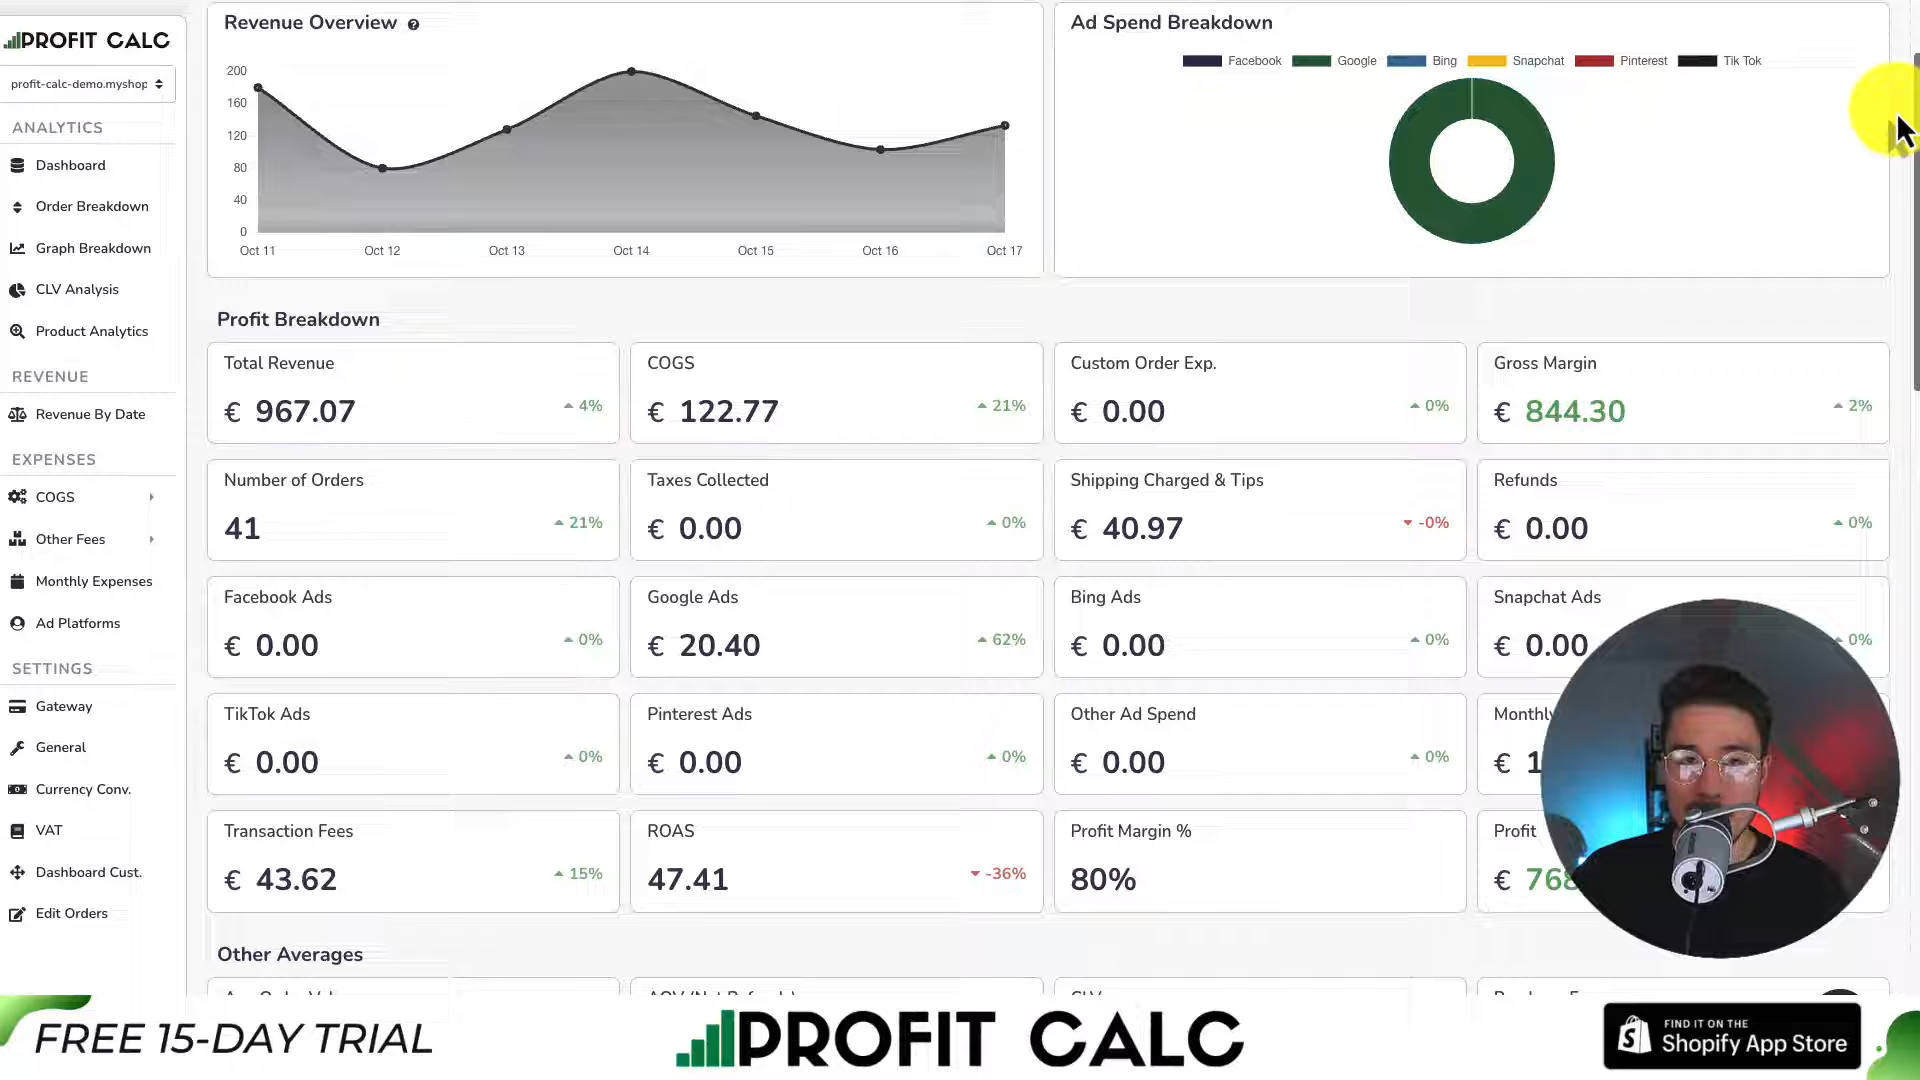 Revenue Overview
Ad Spend Breakdown
PROFIT CALC
Facebook Google Bing Snapchat Pinterest Tik Tok
200
160
120
80
40
0
Oct 11 Oct 12 Oct 13 Oct 14 Oct 15 Oct 16 Oct 17
profit-calc-demo.myshop
ANALYTICS
Dashboard
Order Breakdown
Graph Breakdown
CLV Analysis
Product Analytics
REVENUE
Revenue By Date
EXPENSES
COGS
Other Fees
Monthly Expenses
Ad Platforms
SETTINGS
Gateway
General
Currency Conv.
VAT
Dashboard Cust.
Edit Orders
Profit Breakdown
Total Revenue
€ 967.07
4%
COGS
€ 122.77
21%
Custom Order Exp.
€ 0.00
0%
Gross Margin
€ 844.30
2%
Number of Orders
41
21%
Taxes Collected
€ 0.00
0%
Shipping Charged & Tips
€ 40.97
-0%
Refunds
€ 0.00
0%
Facebook Ads
€ 0.00
0%
Google Ads
€ 20.40
62%
Bing Ads
€ 0.00
0%
Snapchat Ads
€ 0.00
0%
TikTok Ads
€ 0.00
0%
Pinterest Ads
€ 0.00
0%
Other Ad Spend
€ 0.00
0%
Monthly
€ 1
Transaction Fees
€ 43.62
15%
ROAS
47.41
-36%
Profit Margin %
80%
Profit
€ 768
Other Averages
FREE 15-DAY TRIAL
PROFIT CALC
FIND IT ON THE
Shopify App Store